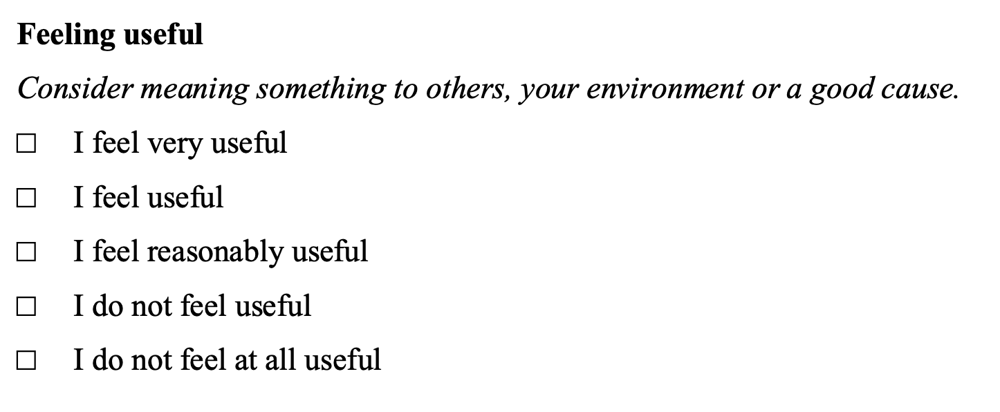 Feeling useful
Consider meaning something to others, your environment or a good cause.
☐ I feel very useful
☐ I feel useful
☐ I feel reasonably useful
☐ I do not feel useful
☐ I do not feel at all useful